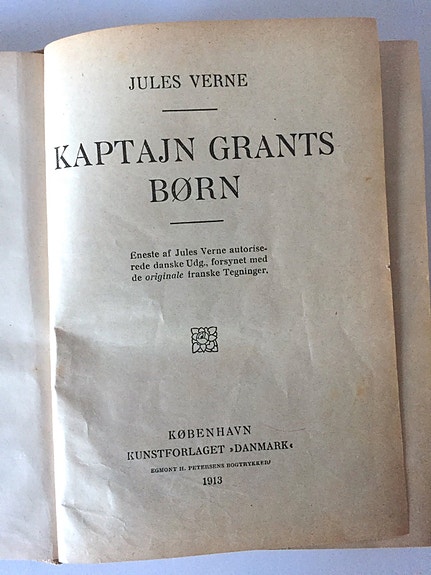 JULES VERNE
KAPTAJN GRANTS
BØRN
Eneste af Jules Verne autorise-
rede danske Udg., forsynet med
de originale franske Tegninger.
KØBENHAVN
KUNSTFORLAGET »DANMARK«
EGMONT H. PETERSENS BOGTRYKKERI
1913